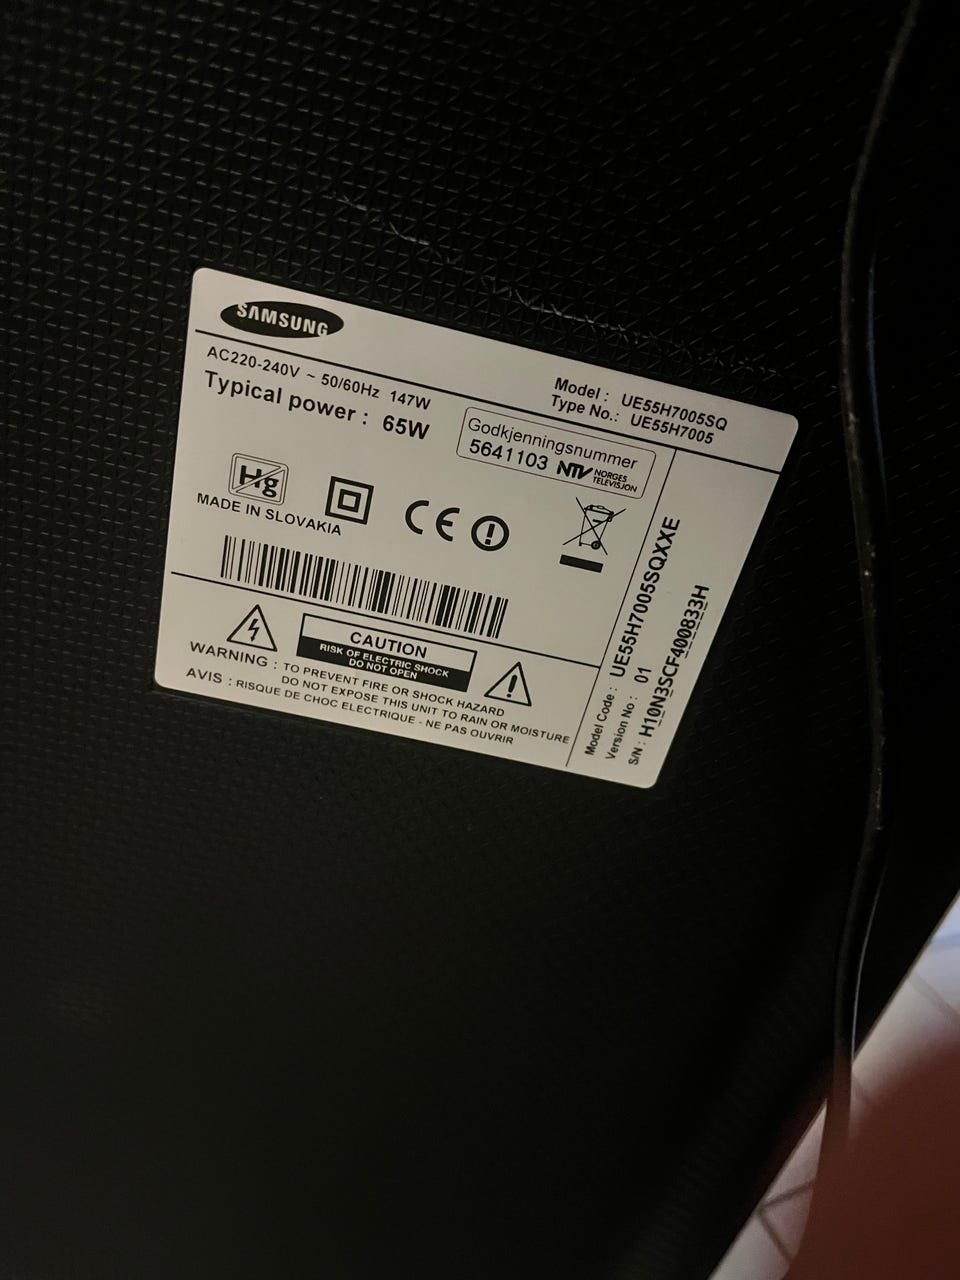 SAMSUNG
Model : UE55H7005SQ
Type No.: UE55H7005
AC220-240V ~ 50/60Hz 147W
Typical power : 65W
Godkjenningsnummer
5641103 NTV NORGES TELEVISJON
Hg
MADE IN SLOVAKIA
CE
CAUTION
RISK OF ELECTRIC SHOCK
DO NOT OPEN
WARNING : TO PREVENT FIRE OR SHOCK HAZARD
DO NOT EXPOSE THIS UNIT TO RAIN OR MOISTURE
AVIS : RISQUE DE CHOC ELECTRIQUE - NE PAS OUVRIR
Model Code : UE55H7005SQXXE
Version No : 01
S/N : H10N3SCF400833H